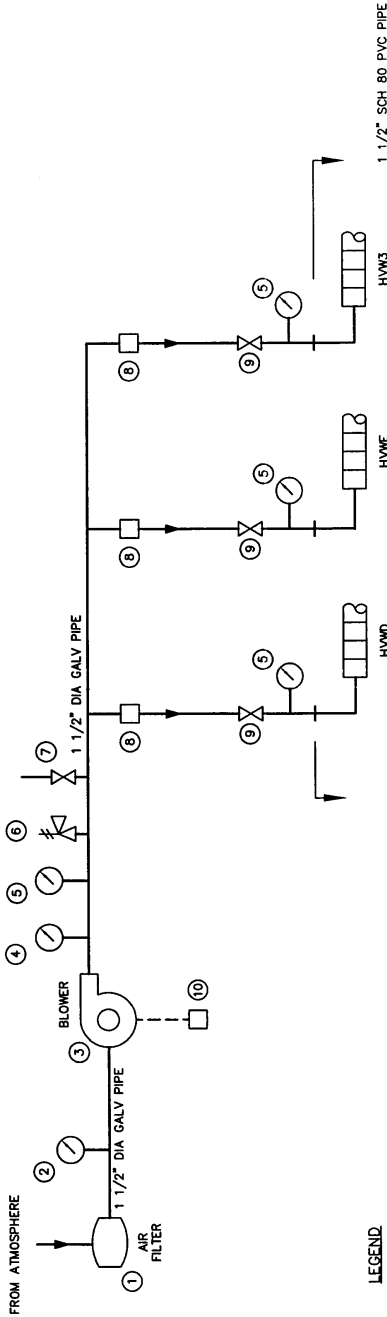 FROM ATMOSPHERE
1
AIR
FILTER
2
1 1/2" DIA GALV PIPE
3
BLOWER
10
4
5
6
7
1 1/2" DIA GALV PIPE
8
9
5
HVWD
8
9
5
HVWE
8
9
5
HVW3
1 1/2" SCH 80 PVC PIPE
LEGEND